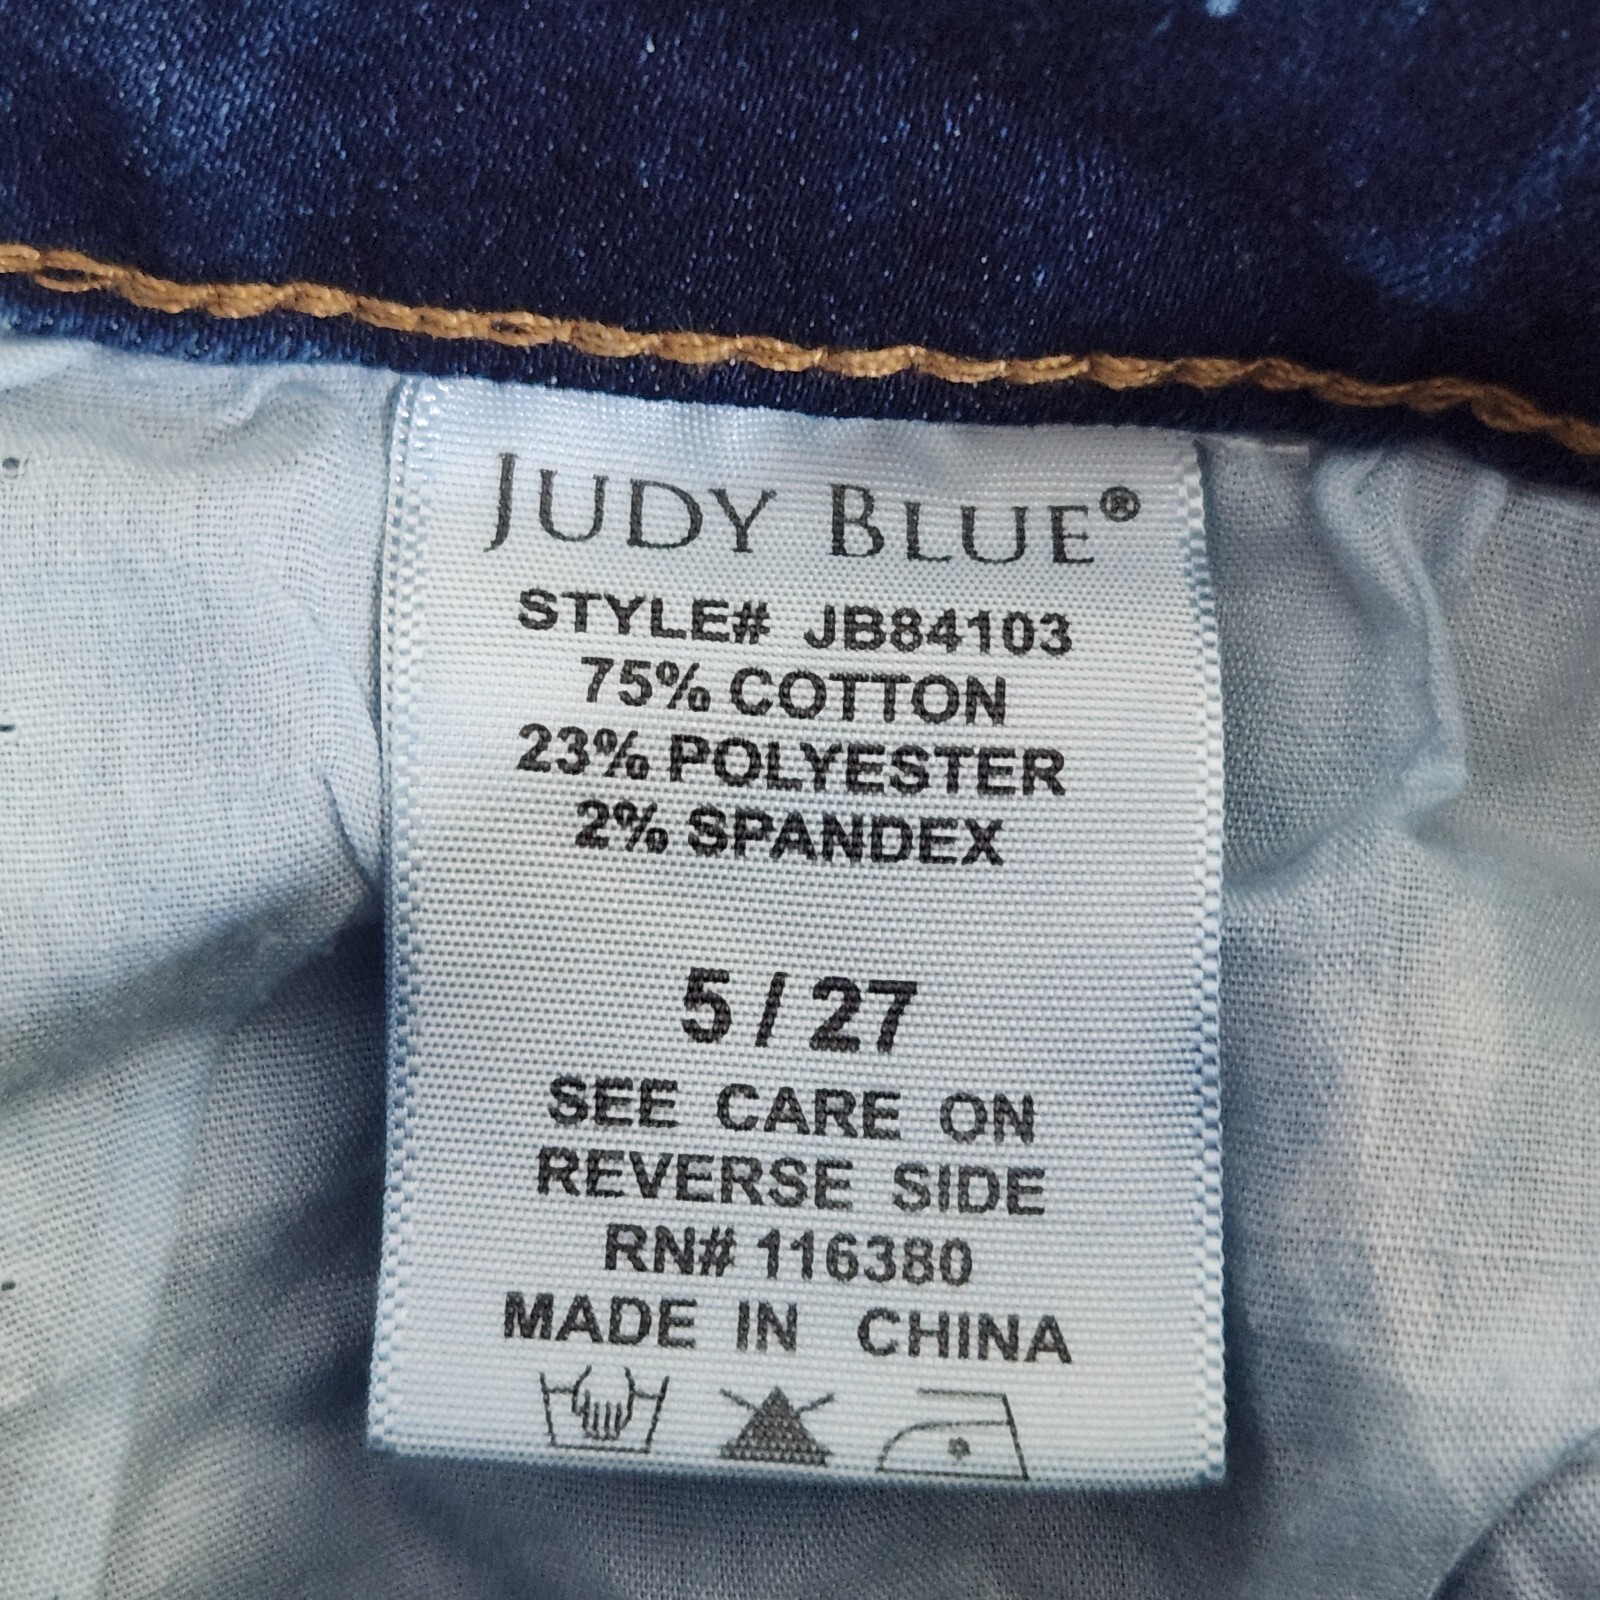 JUDY BLUE®
STYLE# JB84103
75% COTTON
23% POLYESTER
2% SPANDEX
5 / 27
SEE CARE ON
REVERSE SIDE
RN# 116380
MADE IN CHINA